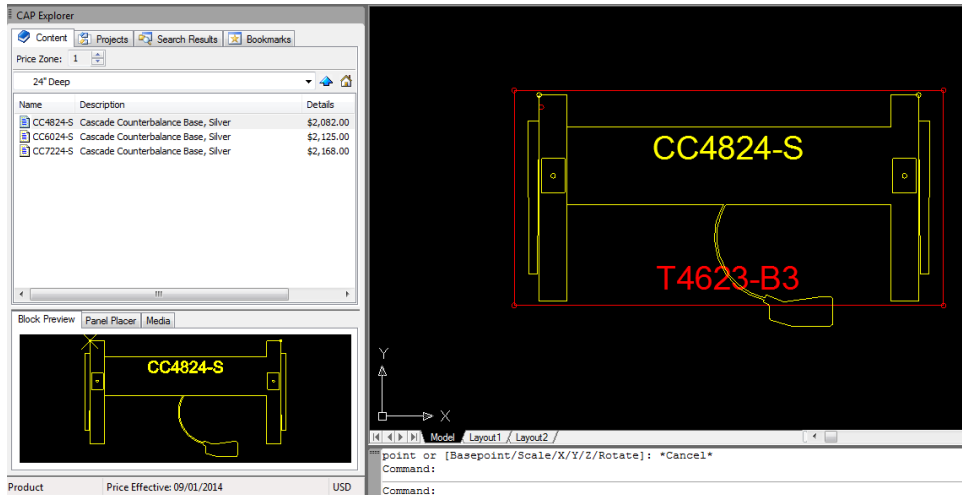 CAP Explorer
Content Projects Search Results Bookmarks
Price Zone: 1
24" Deep
Name Description Details
CC4824-S Cascade Counterbalance Base, Silver $2,082.00
CC6024-S Cascade Counterbalance Base, Silver $2,125.00
CC7224-S Cascade Counterbalance Base, Silver $2,168.00
Block Preview Panel Placer Media
CC4824-S
Product Price Effective: 09/01/2014 USD
CC4824-S
T4623-B3
Y
X
Model Layout1 Layout2
point or [Basepoint/Scale/X/Y/Z/Rotate]: *Cancel*
Command:
Command: